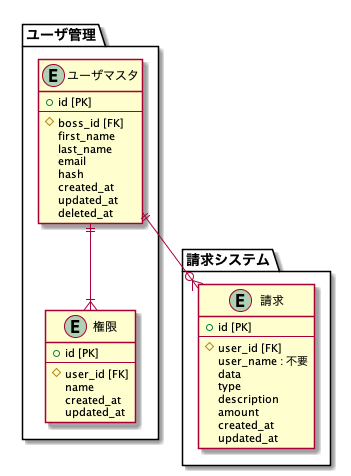 ユーザ管理
E ユーザマスタ
id [PK]
boss_id [FK]
first_name
last_name
email
hash
created_at
updated_at
deleted_at
E 権限
id [PK]
user_id [FK]
name
created_at
updated_at
請求システム
E 請求
id [PK]
user_id [FK]
user_name : 不要
data
type
description
amount
created_at
updated_at